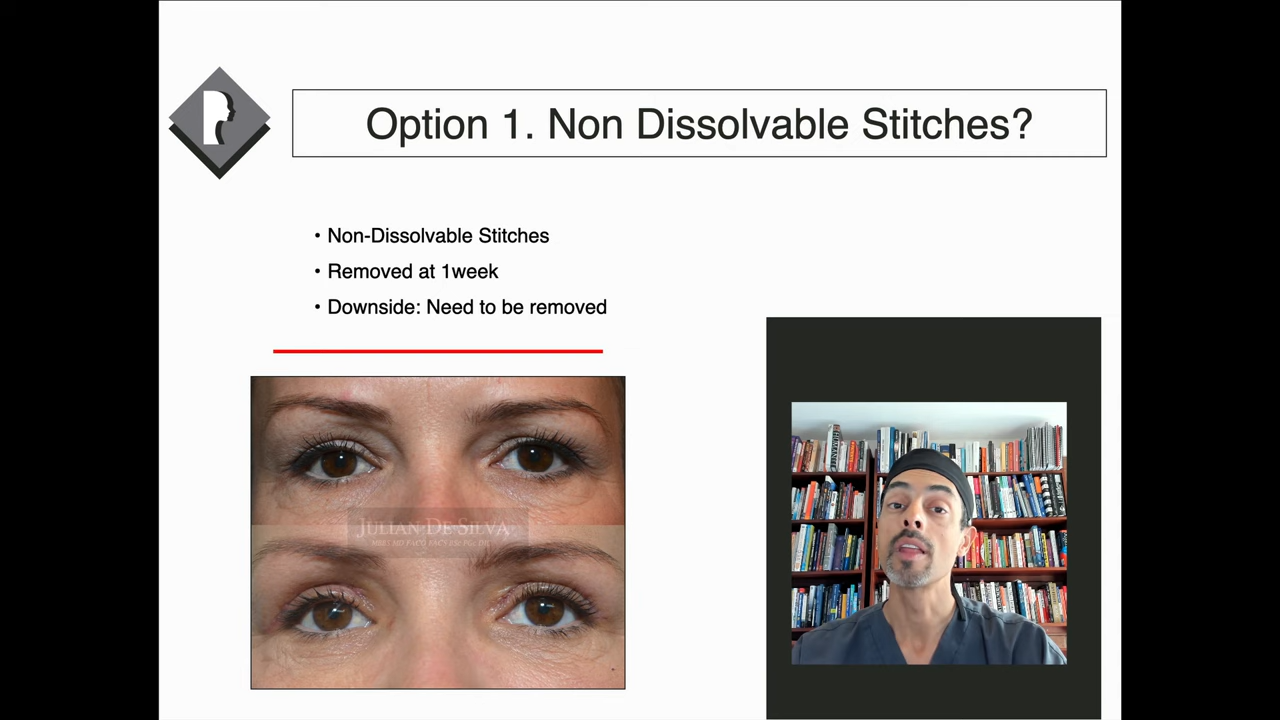 Option 1. Non Dissolvable Stitches?
• Non-Dissolvable Stitches
• Removed at 1week
• Downside: Need to be removed
JULIAN DE SILVA